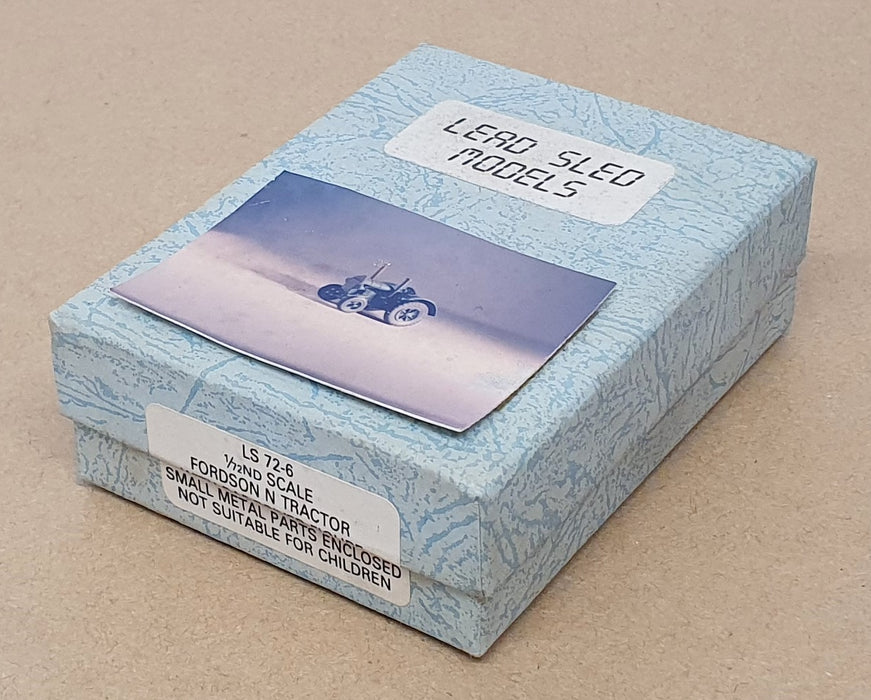 LEAD SLED
MODELS
LS 72-6
1/72ND SCALE
FORDSON N TRACTOR
SMALL METAL PARTS ENCLOSED
NOT SUITABLE FOR CHILDREN